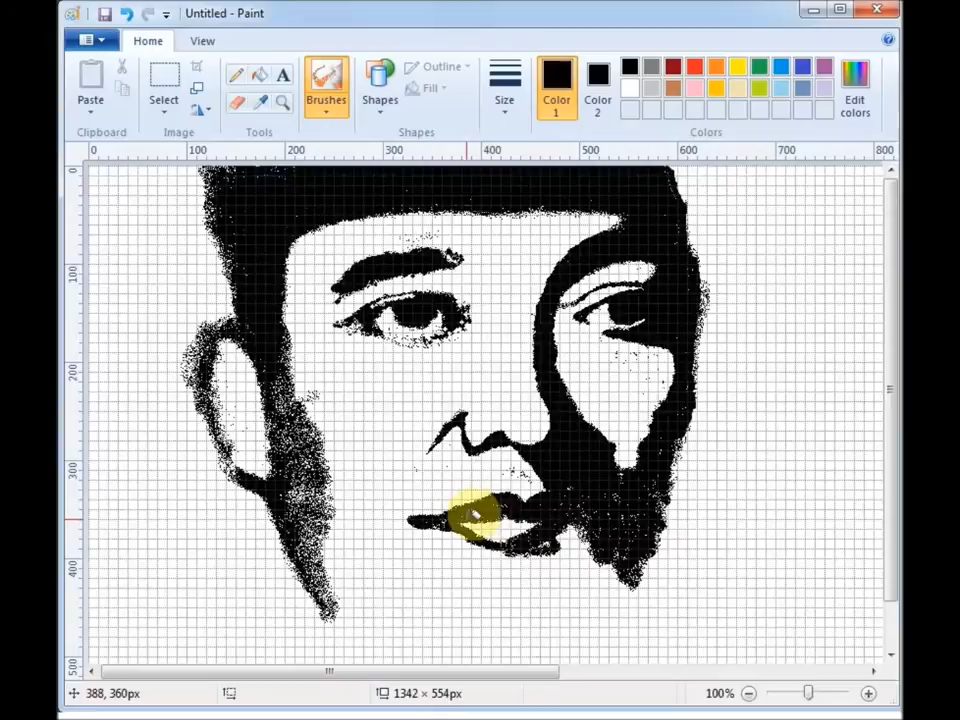 Untitled - Paint
Home View
Paste
Select
A
Brushes
Shapes
Outline
Fill
Size
Color 1
Color 2
Edit colors
Clipboard Image Tools Shapes Colors
0 100 200 300 400 500 600 700 800
0
100
200
300
400
500
388, 360px
1342 × 554px
100%